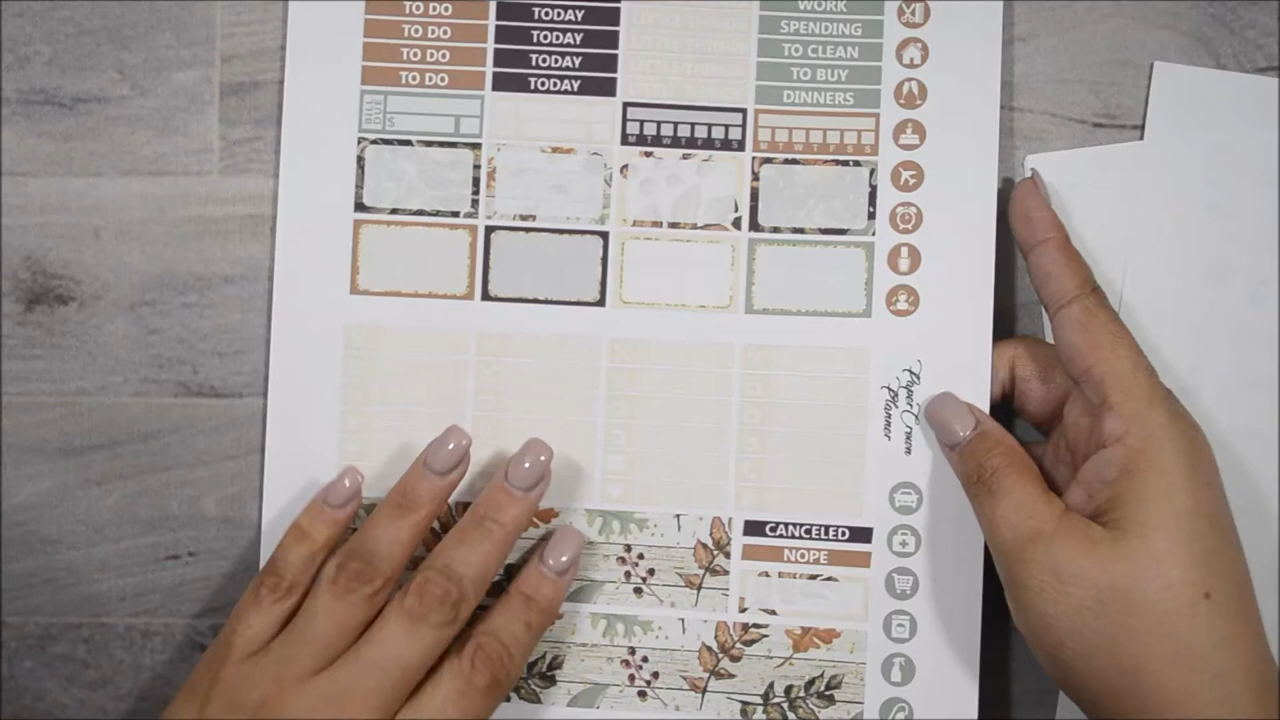 TO DO
TODAY
WORK
TO DO
TODAY
SPENDING
TO DO
TODAY
TO CLEAN
TO DO
TODAY
TO BUY
DINNERS
BILL DUE
$
M T W T F S S
M T W T F S S
Paper Crown
Planner
CANCELED
NOPE